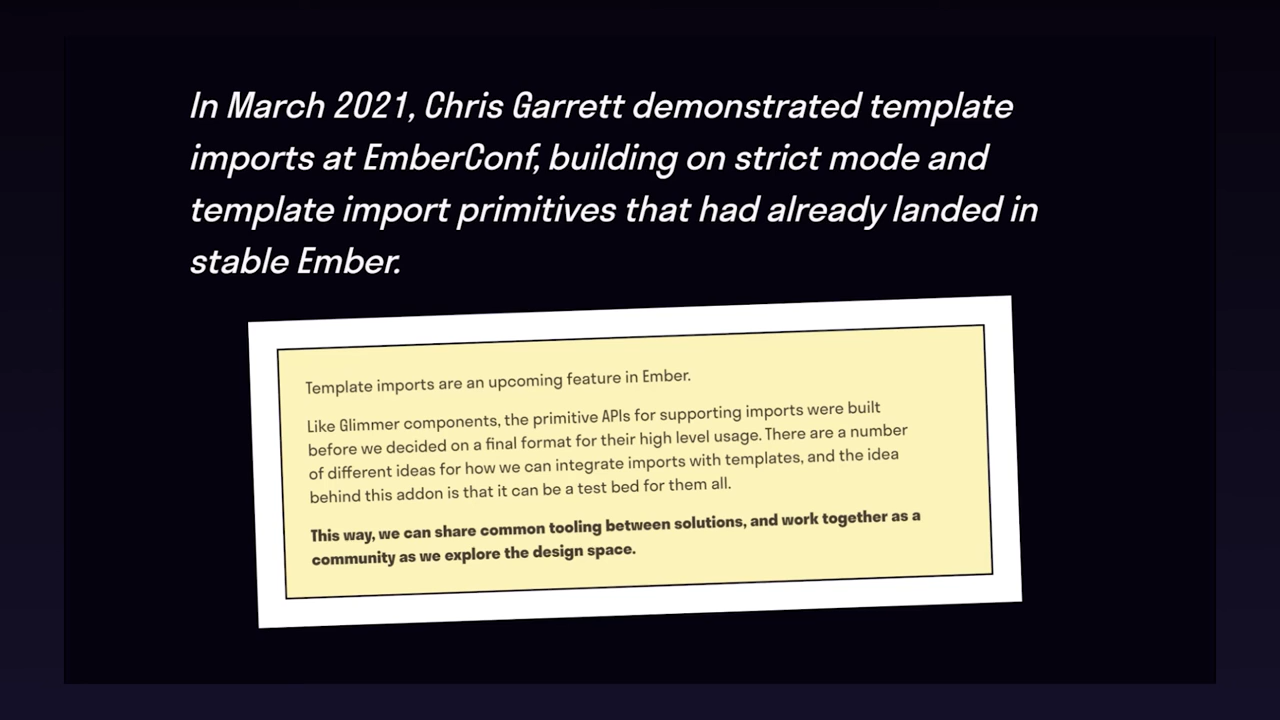 In March 2021, Chris Garrett demonstrated template
imports at EmberConf, building on strict mode and
template import primitives that had already landed in
stable Ember.
Template imports are an upcoming feature in Ember.
Like Glimmer components, the primitive APIs for supporting imports were built
before we decided on a final format for their high level usage. There are a number
of different ideas for how we can integrate imports with templates, and the idea
behind this addon is that it can be a test bed for them all.
This way, we can share common tooling between solutions, and work together as a
community as we explore the design space.